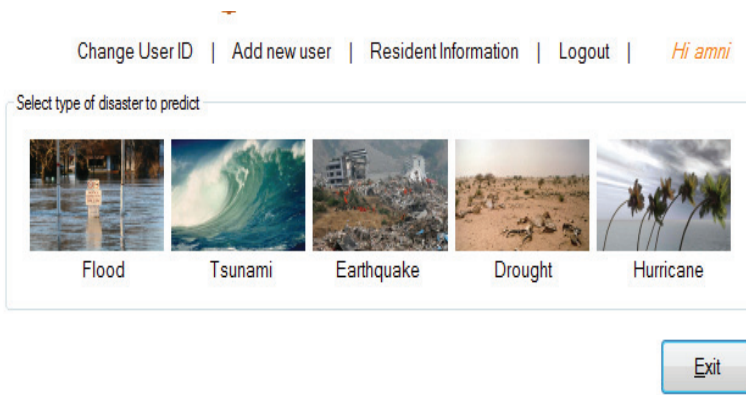 Change User ID | Add new user | Resident Information | Logout | Hi amni
Select type of disaster to predict
Flood Tsunami Earthquake Drought Hurricane
Exit